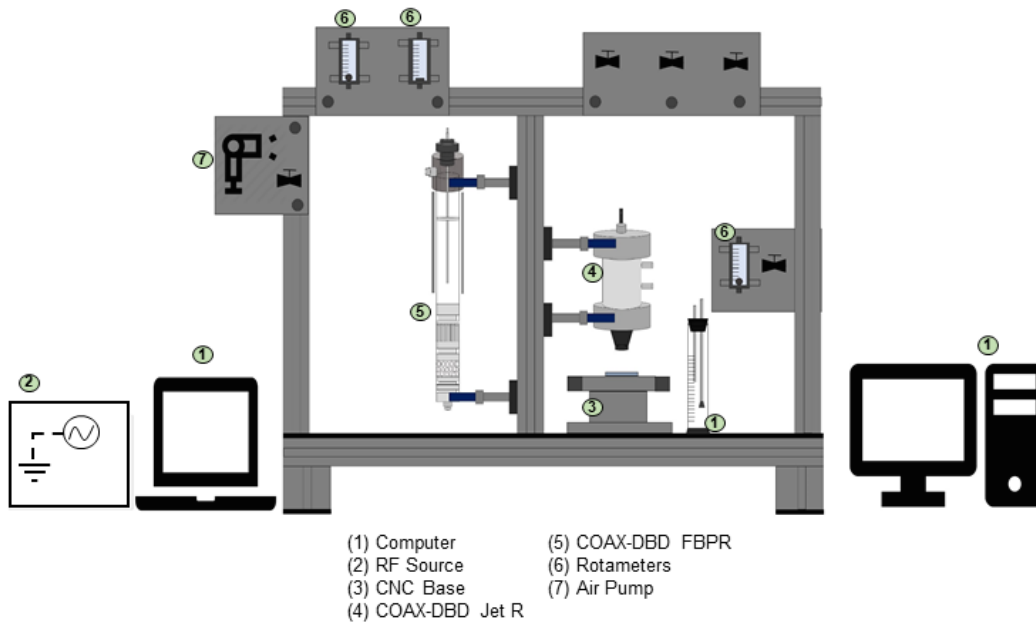 6 6
7
6
4
5
1
2
1
3
1
(1) Computer
(2) RF Source
(3) CNC Base
(4) COAX-DBD Jet R
(5) COAX-DBD FBPR
(6) Rotameters
(7) Air Pump